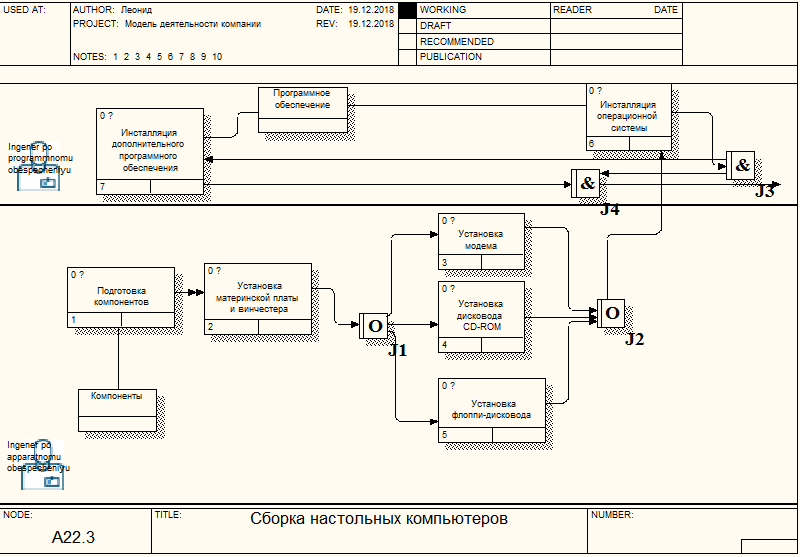 USED AT:
AUTHOR: Леонид
DATE: 19.12.2018
PROJECT: Модель деятельности компании
REV: 19.12.2018
NOTES: 1 2 3 4 5 6 7 8 9 10
WORKING
DRAFT
RECOMMENDED
PUBLICATION
READER
DATE
Ingener po
programmnomu
obespecheniyu
0 ?
Инсталляция
дополнительного
программного
обеспечения
7
Программное
обеспечение
0 ?
Инсталляция
операционной
системы
6
&
J3
&
J4
0 ?
Подготовка
компонентов
1
0 ?
Установка
материнской платы
и винчестера
2
O
J1
0 ?
Установка
модема
3
0 ?
Установка
дисковода
CD-ROM
4
0 ?
Установка
флоппи-дисковода
5
O
J2
Компоненты
Ingener po
apparatnomu
obespecheniyu
NODE:
A22.3
TITLE:
Сборка настольных компьютеров
NUMBER: